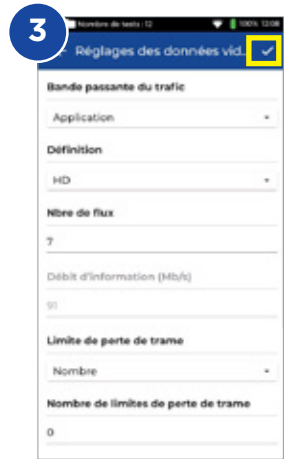 3
Nombre de tests : 12
100% 12:08
Réglages des données vid...
Bande passante du trafic
Application
Définition
HD
Nbre de flux
7
Débit d'information (Mb/s)
91
Limite de perte de trame
Nombre
Nombre de limites de perte de trame
0